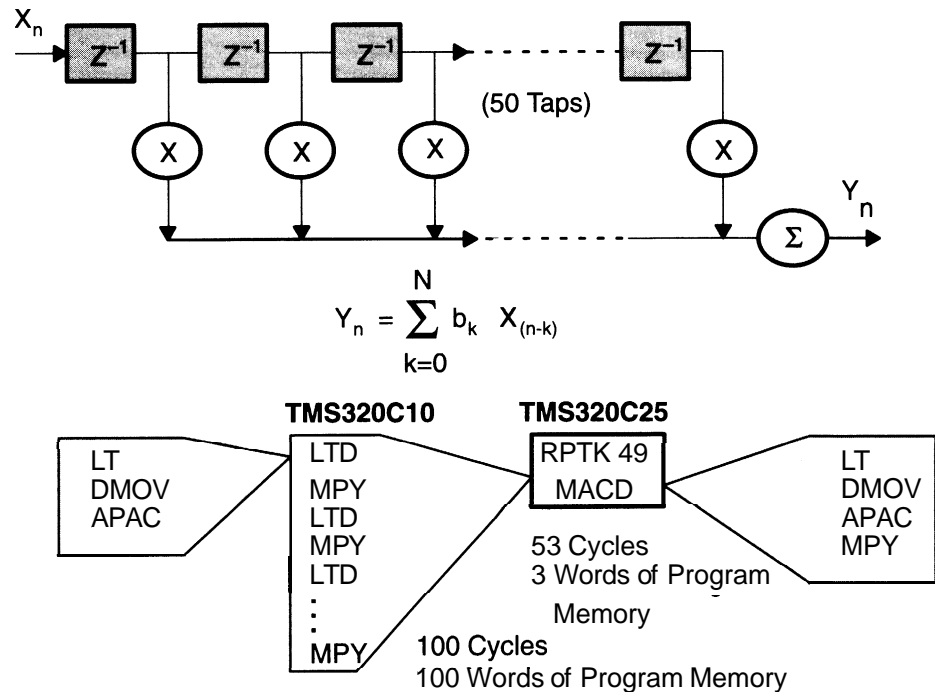 Xn
Z⁻¹ Z⁻¹ Z⁻¹ Z⁻¹
(50 Taps)
X X X X
Yn
Σ
N
Yn = Σ bk X(n-k)
k=0
TMS320C10 TMS320C25
LT
DMOV
APAC
LTD
MPY
LTD
MPY
LTD
⋮
MPY
100 Cycles
100 Words of Program Memory
RPTK 49
MACD
53 Cycles
3 Words of Program
Memory
LT
DMOV
APAC
MPY